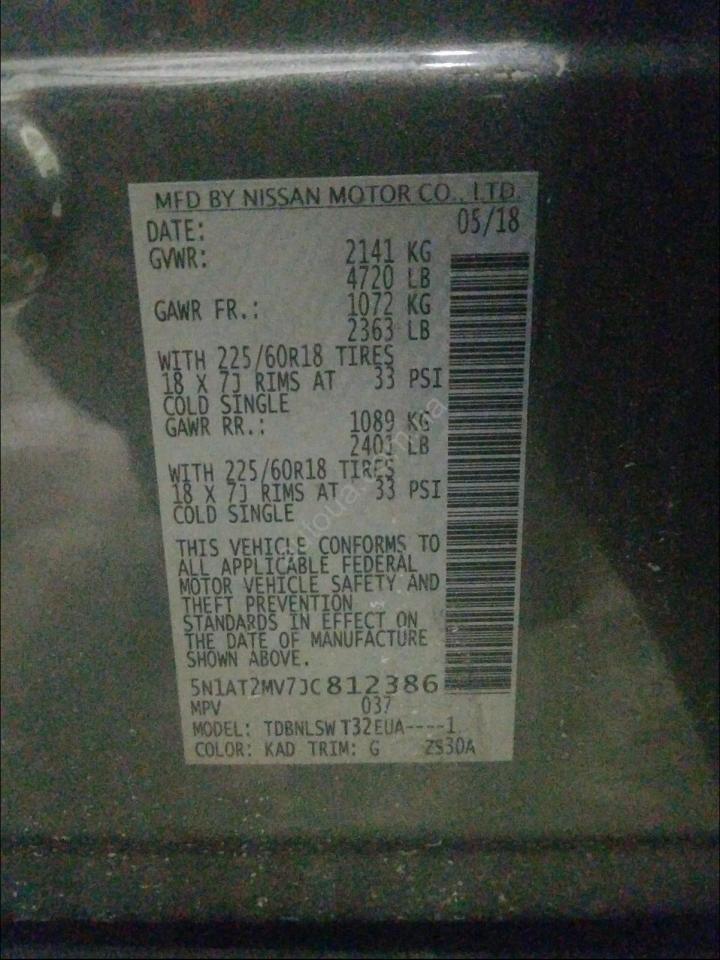 MFD BY NISSAN MOTOR CO., LTD.
DATE: 05/18
GVWR: 2141 KG
4720 LB
GAWR FR.: 1072 KG
2363 LB
WITH 225/60R18 TIRES
18 X 7J RIMS AT 33 PSI
COLD SINGLE
GAWR RR.: 1089 KG
2401 LB
WITH 225/60R18 TIRES
18 X 7J RIMS AT 33 PSI
COLD SINGLE
THIS VEHICLE CONFORMS TO
ALL APPLICABLE FEDERAL
MOTOR VEHICLE SAFETY AND
THEFT PREVENTION
STANDARDS IN EFFECT ON
THE DATE OF MANUFACTURE
SHOWN ABOVE.
5N1AT2MV7JC812386
MPV 037
MODEL: TDBNLSW T32EUA----1
COLOR: KAD TRIM: G ZS30A